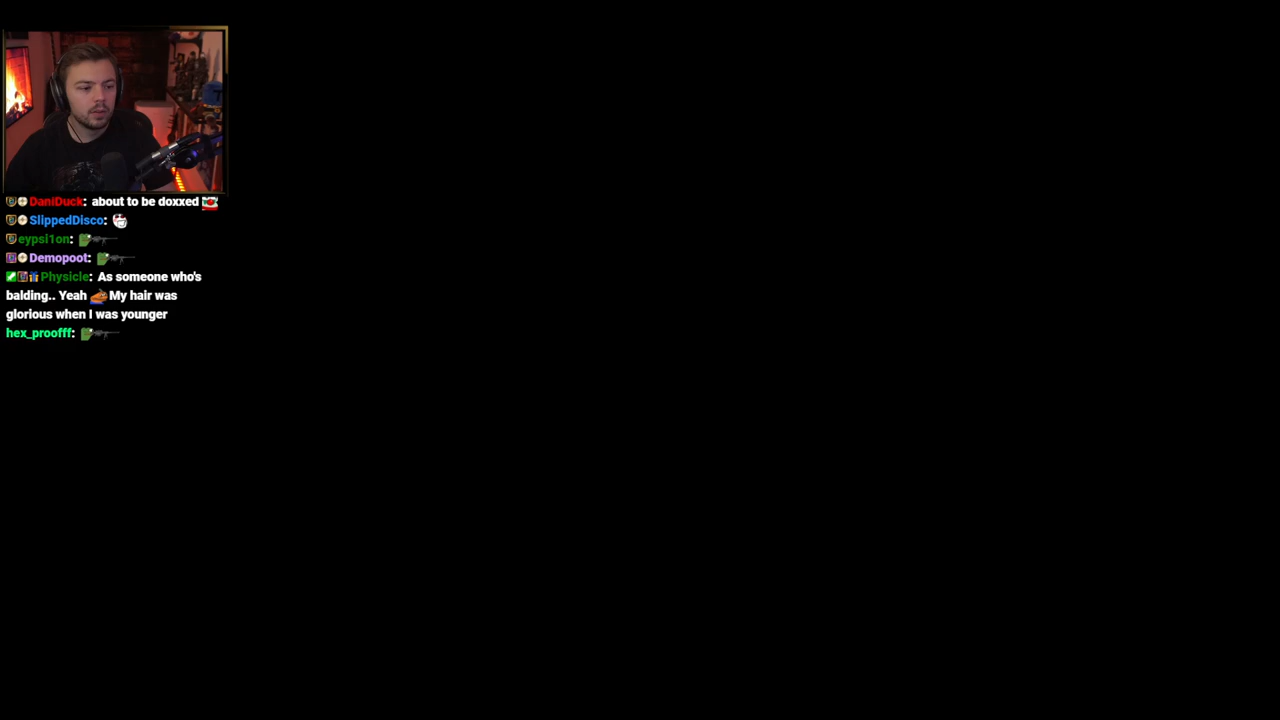 DaniDuck: about to be doxxed
SlippedDisco:
eypsi1on:
Demopoot:
Physicle: As someone who's
balding.. Yeah My hair was
glorious when I was younger
hex_proofff: